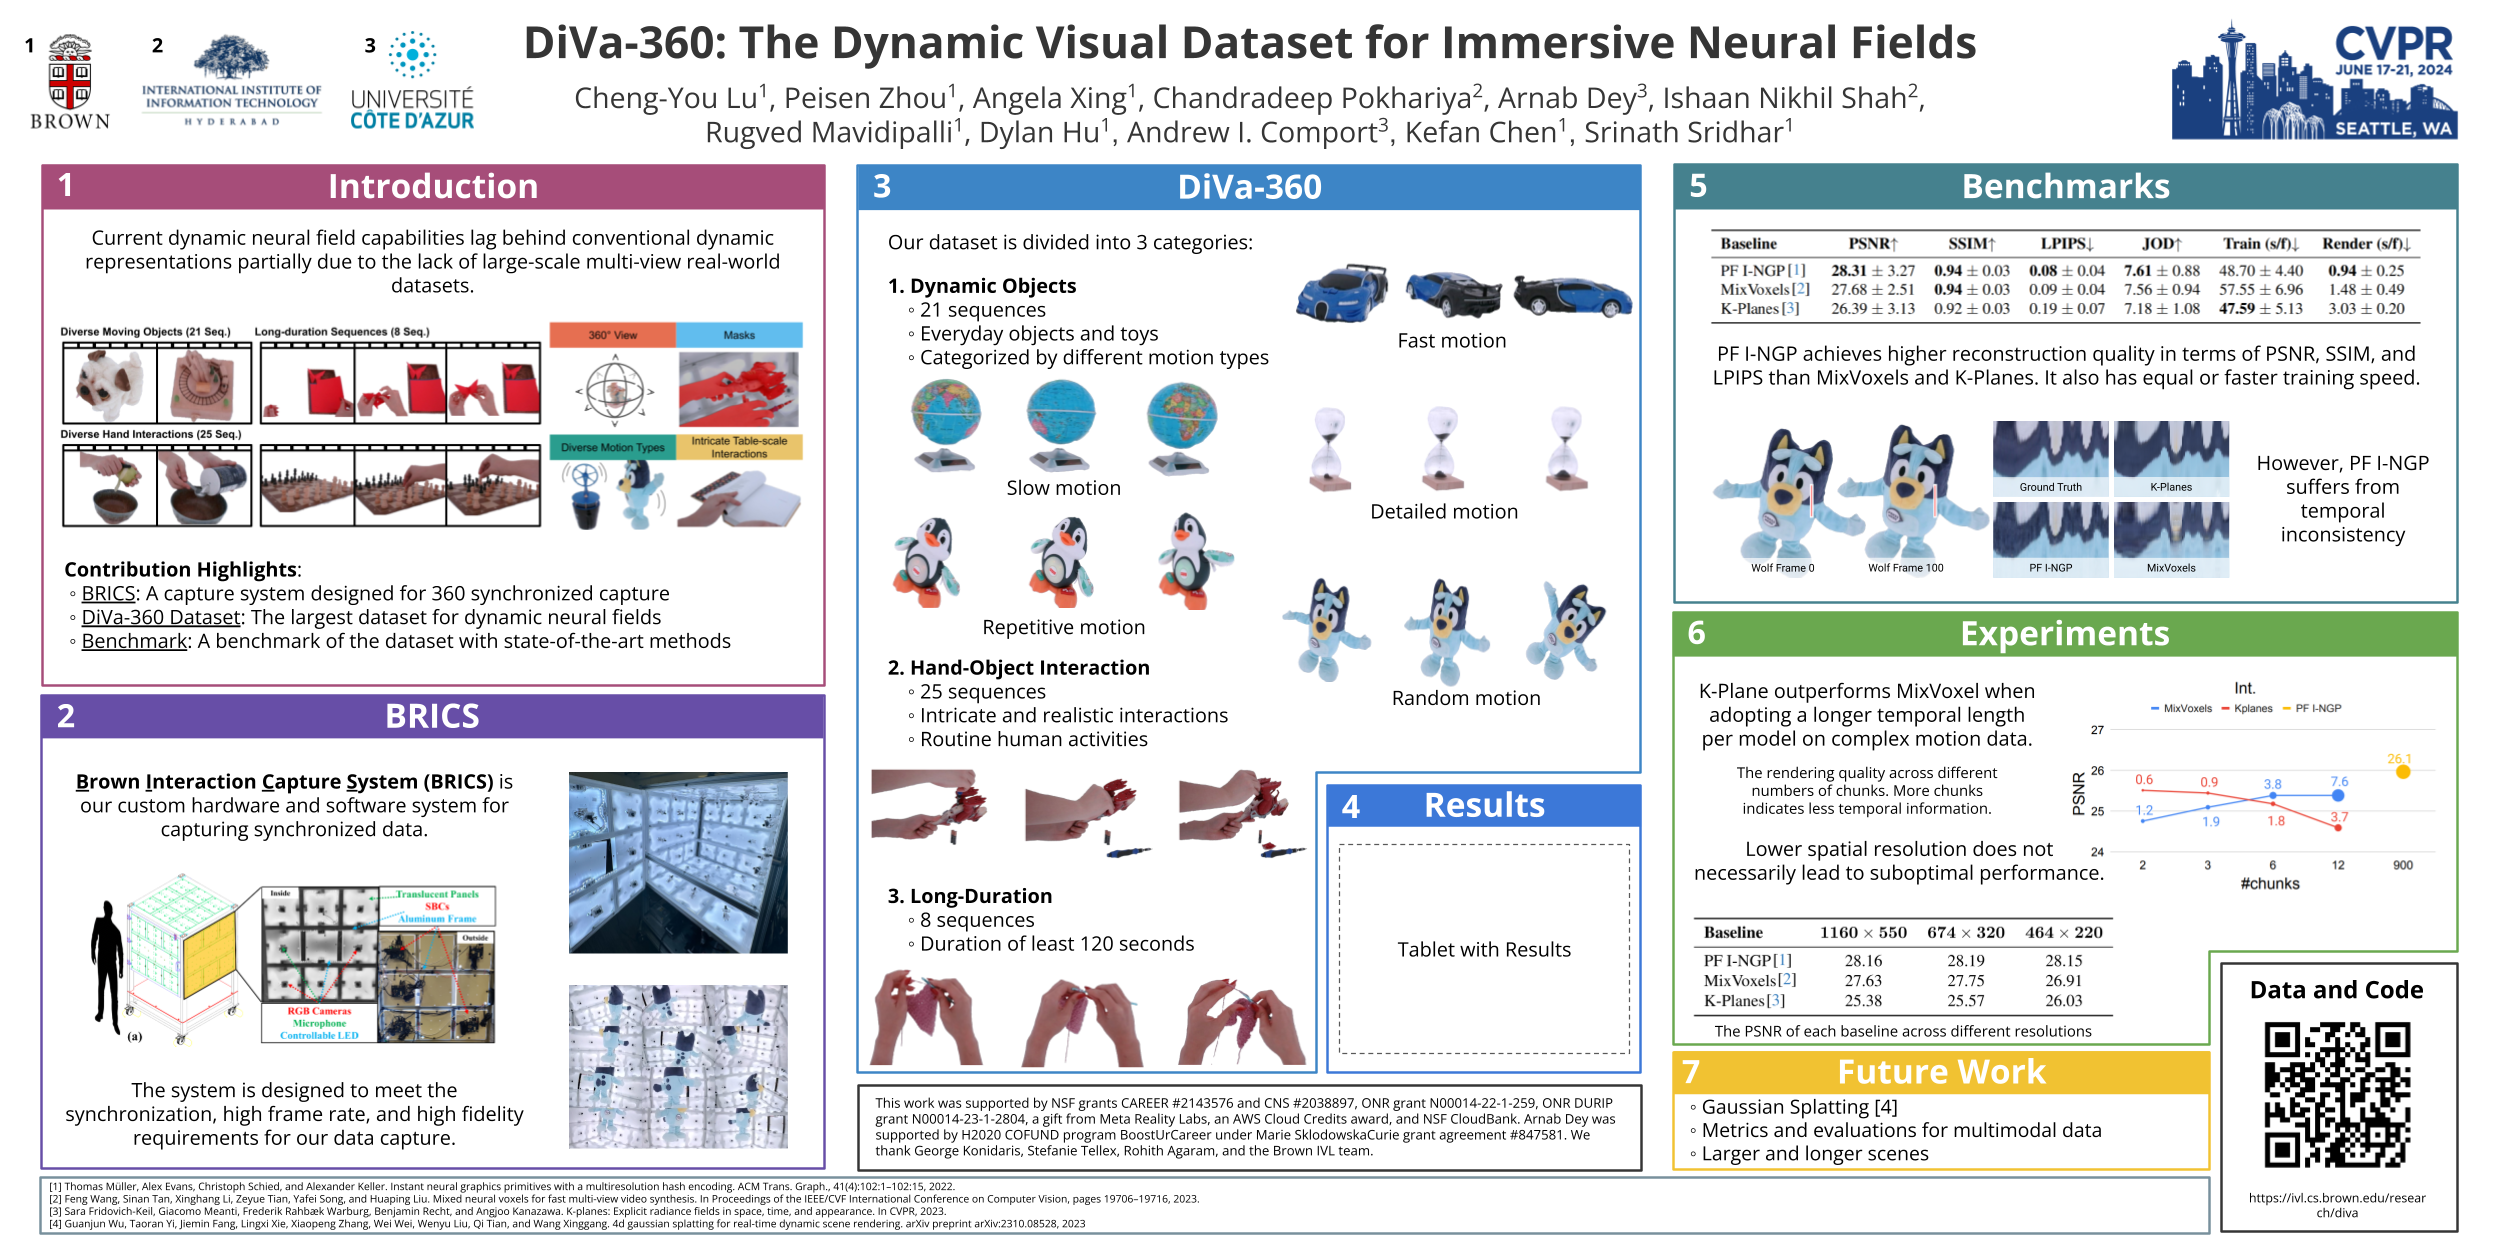 1
BROWN
2
INTERNATIONAL INSTITUTE OF
INFORMATION TECHNOLOGY
HYDERABAD
3
UNIVERSITÉ
CÔTE D'AZUR
DiVa-360: The Dynamic Visual Dataset for Immersive Neural Fields
Cheng-You Lu1, Peisen Zhou1, Angela Xing1, Chandradeep Pokhariya2, Arnab Dey3, Ishaan Nikhil Shah2,
Rugved Mavidipalli1, Dylan Hu1, Andrew I. Comport3, Kefan Chen1, Srinath Sridhar1
CVPR
JUNE 17-21, 2024
SEATTLE, WA
1 Introduction
Current dynamic neural field capabilities lag behind conventional dynamic
representations partially due to the lack of large-scale multi-view real-world
datasets.
Diverse Moving Objects (21 Seq.)
Long-duration Sequences (8 Seq.)
360° View
Masks
Diverse Hand Interactions (25 Seq.)
Diverse Motion Types
Intricate Table-scale
Interactions
Contribution Highlights:
◦ BRICS: A capture system designed for 360 synchronized capture
◦ DiVa-360 Dataset: The largest dataset for dynamic neural fields
◦ Benchmark: A benchmark of the dataset with state-of-the-art methods
2 BRICS
Brown Interaction Capture System (BRICS) is
our custom hardware and software system for
capturing synchronized data.
Inside
Translucent Panels
SBCs
Aluminum Frame
Outside
RGB Cameras
Microphone
Controllable LED
(a)
The system is designed to meet the
synchronization, high frame rate, and high fidelity
requirements for our data capture.
3 DiVa-360
Our dataset is divided into 3 categories:
1. Dynamic Objects
◦ 21 sequences
◦ Everyday objects and toys
◦ Categorized by different motion types
Fast motion
Slow motion
Detailed motion
Repetitive motion
Random motion
2. Hand-Object Interaction
◦ 25 sequences
◦ Intricate and realistic interactions
◦ Routine human activities
3. Long-Duration
◦ 8 sequences
◦ Duration of least 120 seconds
4 Results
Tablet with Results
This work was supported by NSF grants CAREER #2143576 and CNS #2038897, ONR grant N00014-22-1-259, ONR DURIP
grant N00014-23-1-2804, a gift from Meta Reality Labs, an AWS Cloud Credits award, and NSF CloudBank. Arnab Dey was
supported by H2020 COFUND program BoostUrCareer under Marie SklodowskaCurie grant agreement #847581. We
thank George Konidaris, Stefanie Tellex, Rohith Agaram, and the Brown IVL team.
5 Benchmarks
Baseline PSNR↑ SSIM↑ LPIPS↓ JOD↑ Train (s/f)↓ Render (s/f)↓
PF I-NGP[1] 28.31 ± 3.27 0.94 ± 0.03 0.08 ± 0.04 7.61 ± 0.88 48.70 ± 4.40 0.94 ± 0.25
MixVoxels[2] 27.68 ± 2.51 0.94 ± 0.03 0.09 ± 0.04 7.56 ± 0.94 57.55 ± 6.96 1.48 ± 0.49
K-Planes[3] 26.39 ± 3.13 0.92 ± 0.03 0.19 ± 0.07 7.18 ± 1.08 47.59 ± 5.13 3.03 ± 0.20
PF I-NGP achieves higher reconstruction quality in terms of PSNR, SSIM, and
LPIPS than MixVoxels and K-Planes. It also has equal or faster training speed.
Wolf Frame 0
Wolf Frame 100
Ground Truth
K-Planes
PF I-NGP
MixVoxels
However, PF I-NGP
suffers from
temporal
inconsistency
6 Experiments
K-Plane outperforms MixVoxel when
adopting a longer temporal length
per model on complex motion data.
The rendering quality across different
numbers of chunks. More chunks
indicates less temporal information.
Lower spatial resolution does not
necessarily lead to suboptimal performance.
Int.
MixVoxels Kplanes PF I-NGP
PSNR
27
26
25
24
0.6 0.9 3.8 7.6 26.1
1.2 1.9 1.8 3.7
2 3 6 12 900
#chunks
Baseline 1160 × 550 674 × 320 464 × 220
PF I-NGP[1] 28.16 28.19 28.15
MixVoxels[2] 27.63 27.75 26.91
K-Planes[3] 25.38 25.57 26.03
The PSNR of each baseline across different resolutions
7 Future Work
◦ Gaussian Splatting [4]
◦ Metrics and evaluations for multimodal data
◦ Larger and longer scenes
Data and Code
https://ivl.cs.brown.edu/resear
ch/diva
[1] Thomas Müller, Alex Evans, Christoph Schied, and Alexander Keller. Instant neural graphics primitives with a multiresolution hash encoding. ACM Trans. Graph., 41(4):102:1–102:15, 2022.
[2] Feng Wang, Sinan Tan, Xinghang Li, Zeyue Tian, Yafei Song, and Huaping Liu. Mixed neural voxels for fast multi-view video synthesis. In Proceedings of the IEEE/CVF International Conference on Computer Vision, pages 19706–19716, 2023.
[3] Sara Fridovich-Keil, Giacomo Meanti, Frederik Rahbæk Warburg, Benjamin Recht, and Angjoo Kanazawa. K-planes: Explicit radiance fields in space, time, and appearance. In CVPR, 2023.
[4] Guanjun Wu, Taoran Yi, Jiemin Fang, Lingxi Xie, Xiaopeng Zhang, Wei Wei, Wenyu Liu, Qi Tian, and Wang Xinggang. 4d gaussian splatting for real-time dynamic scene rendering. arXiv preprint arXiv:2310.08528, 2023